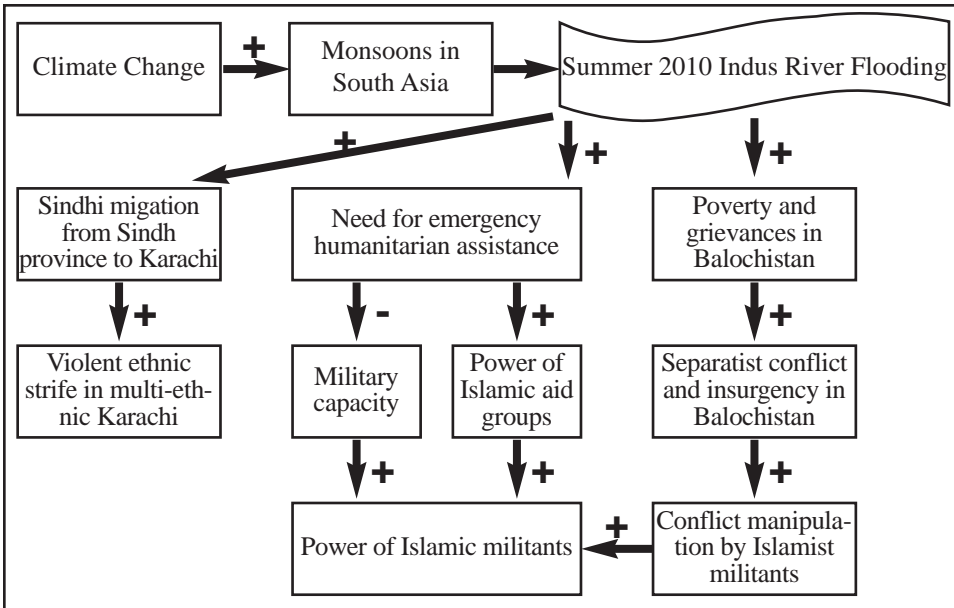 Climate Change
+
Monsoons in
South Asia
Summer 2010 Indus River Flooding
+
+
+
Sindhi migation
from Sindh
province to Karachi
Need for emergency
humanitarian assistance
Poverty and
grievances in
Balochistan
+
-
+
+
Violent ethnic
strife in multi-eth-
nic Karachi
Military
capacity
Power of
Islamic aid
groups
Separatist conflict
and insurgency in
Balochistan
+
+
+
Power of Islamic militants
+
Conflict manipula-
tion by Islamist
militants